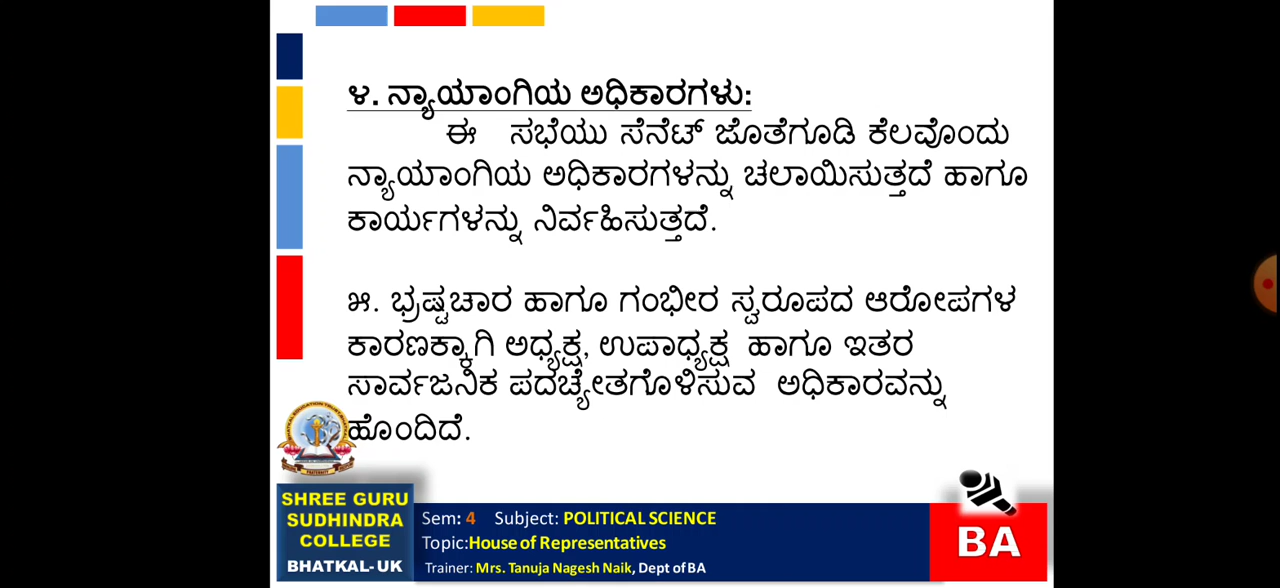 ೪. ನ್ಯಾಯಾಂಗಿಯ ಅಧಿಕಾರಗಳು:
ಈ ಸಭೆಯು ಸೆನೆಟ್ ಜೊತೆಗೂಡಿ ಕೆಲವೊಂದು
ನ್ಯಾಯಾಂಗಿಯ ಅಧಿಕಾರಗಳನ್ನು ಚಲಾಯಿಸುತ್ತದೆ ಹಾಗೂ
ಕಾರ್ಯಗಳನ್ನು ನಿರ್ವಹಿಸುತ್ತದೆ.
೫. ಭ್ರಷ್ಟಚಾರ ಹಾಗೂ ಗಂಭೀರ ಸ್ವರೂಪದ ಆರೋಪಗಳ
ಕಾರಣಕ್ಕಾಗಿ ಅಧ್ಯಕ್ಷ, ಉಪಾಧ್ಯಕ್ಷ ಹಾಗೂ ಇತರ
ಸಾರ್ವಜನಿಕ ಪದಚ್ಯೇತಗೊಳಿಸುವ ಅಧಿಕಾರವನ್ನು
ಹೊಂದಿದೆ.
SHREE GURU
SUDHINDRA
COLLEGE
BHATKAL-UK
Sem: 4 Subject: POLITICAL SCIENCE
Topic:House of Representatives
Trainer: Mrs. Tanuja Nagesh Naik, Dept of BA
BA